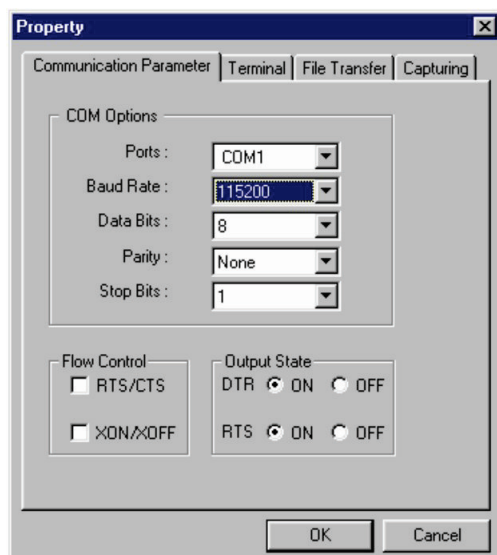 Property
Communication Parameter Terminal File Transfer Capturing
COM Options
Ports : COM1
Baud Rate : 115200
Data Bits : 8
Parity : None
Stop Bits : 1
Flow Control Output State
RTS/CTS DTR ON OFF
XON/XOFF RTS ON OFF
OK Cancel